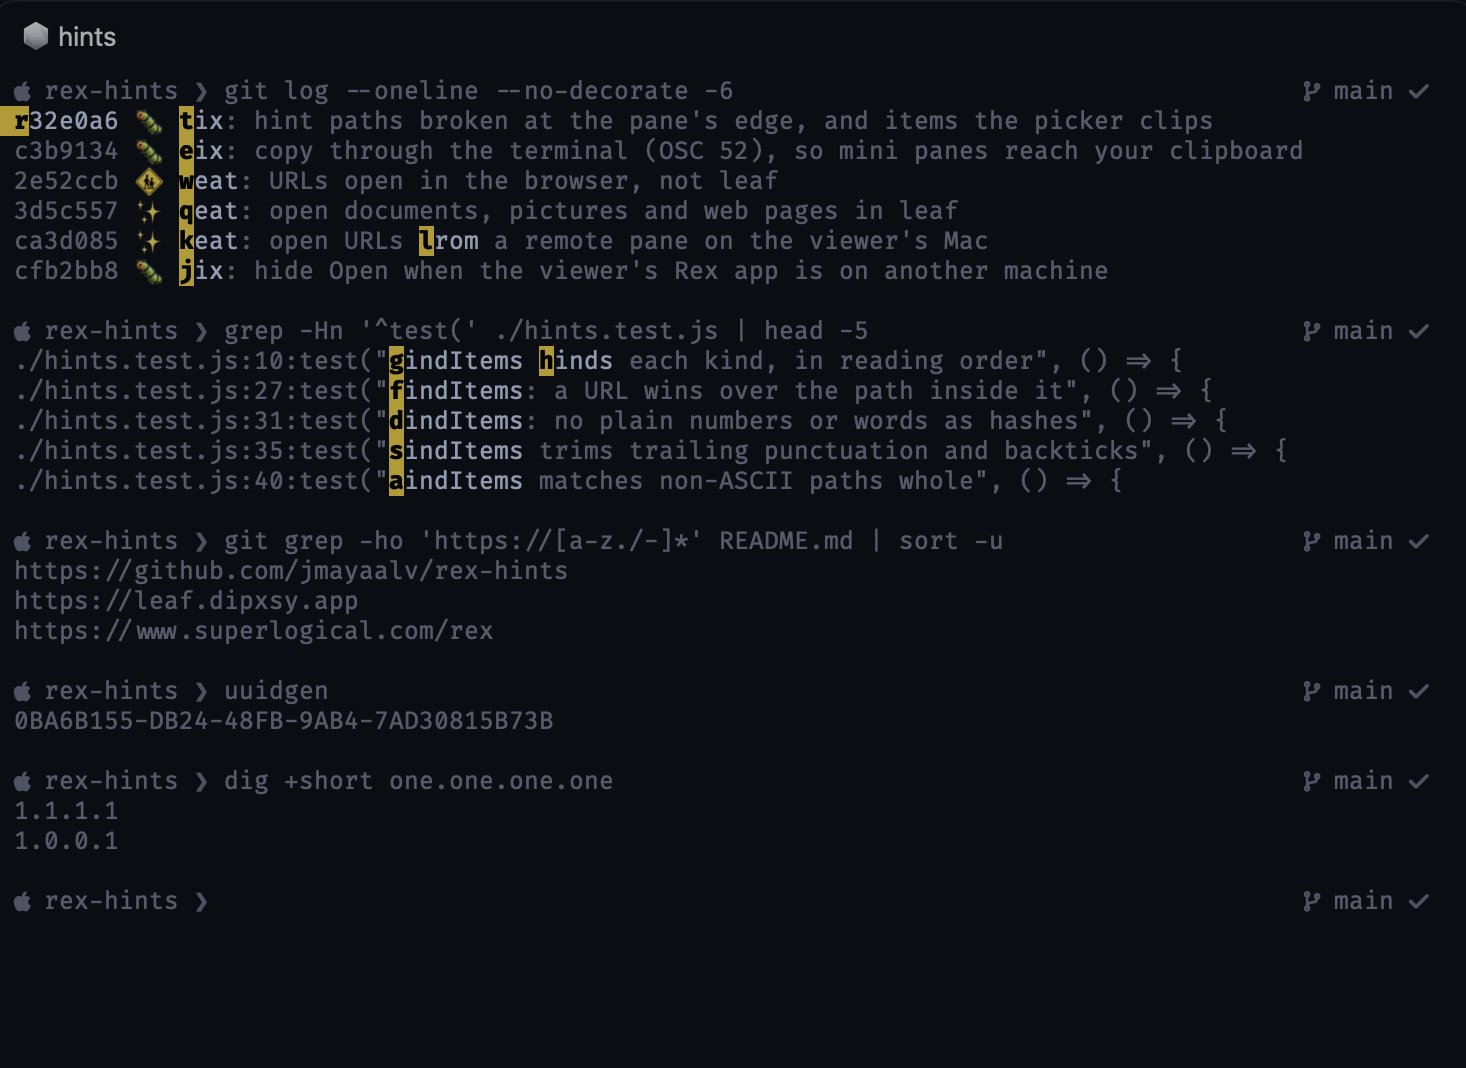 hints
rex-hints ❯ git log --oneline --no-decorate -6 main ✓
r32e0a6 🐛 tix: hint paths broken at the pane's edge, and items the picker clips
c3b9134 🐛 eix: copy through the terminal (OSC 52), so mini panes reach your clipboard
2e52ccb 🚸 weat: URLs open in the browser, not leaf
3d5c557 ✨ qeat: open documents, pictures and web pages in leaf
ca3d085 ✨ keat: open URLs lrom a remote pane on the viewer's Mac
cfb2bb8 🐛 jix: hide Open when the viewer's Rex app is on another machine
rex-hints ❯ grep -Hn '^test(' ./hints.test.js | head -5 main ✓
./hints.test.js:10:test("gindItems hinds each kind, in reading order", () => {
./hints.test.js:27:test("findItems: a URL wins over the path inside it", () => {
./hints.test.js:31:test("dindItems: no plain numbers or words as hashes", () => {
./hints.test.js:35:test("sindItems trims trailing punctuation and backticks", () => {
./hints.test.js:40:test("aindItems matches non-ASCII paths whole", () => {
rex-hints ❯ git grep -ho 'https://[a-z./-]*' README.md | sort -u main ✓
https://github.com/jmayaalv/rex-hints
https://leaf.dipxsy.app
https://www.superlogical.com/rex
rex-hints ❯ uuidgen main ✓
0BA6B155-DB24-48FB-9AB4-7AD30815B73B
rex-hints ❯ dig +short one.one.one.one main ✓
1.1.1.1
1.0.0.1
rex-hints ❯ main ✓